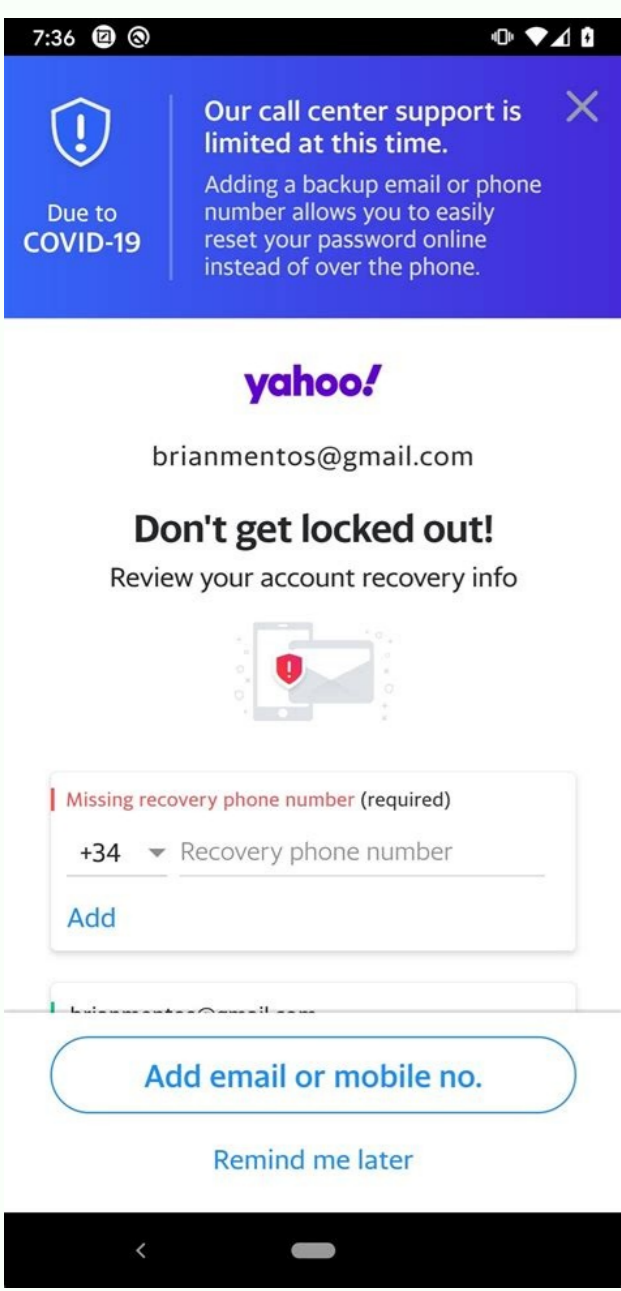 7:36
Our call center support is
limited at this time.
Due to
COVID-19
Adding a backup email or phone
number allows you to easily
reset your password online
instead of over the phone.
yahoo!
brianmentos@gmail.com
Don't get locked out!
Review your account recovery info
Missing recovery phone number (required)
+34 Recovery phone number
Add
brianmentos@gmail.com
Add email or mobile no.
Remind me later